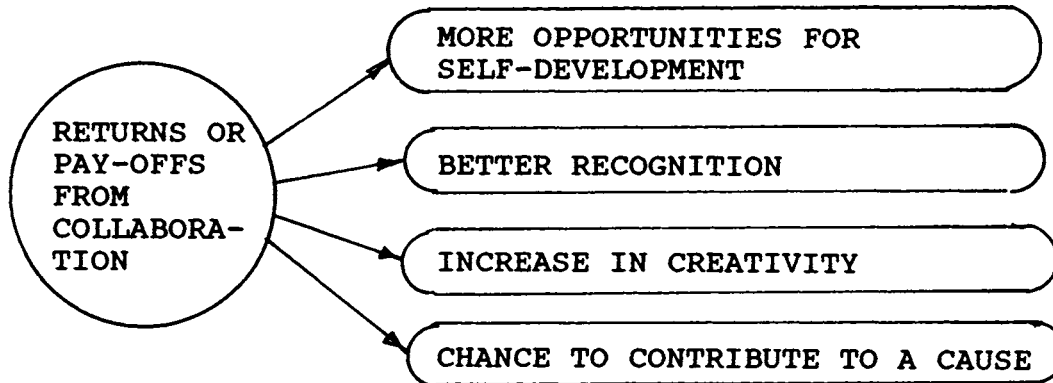 RETURNS OR
PAY-OFFS
FROM
COLLABORA-
TION
MORE OPPORTUNITIES FOR
SELF-DEVELOPMENT
BETTER RECOGNITION
INCREASE IN CREATIVITY
CHANCE TO CONTRIBUTE TO A CAUSE